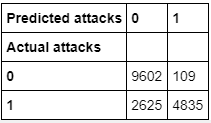 Predicted attacks 0 1
Actual attacks
0 9602 109
1 2625 4835